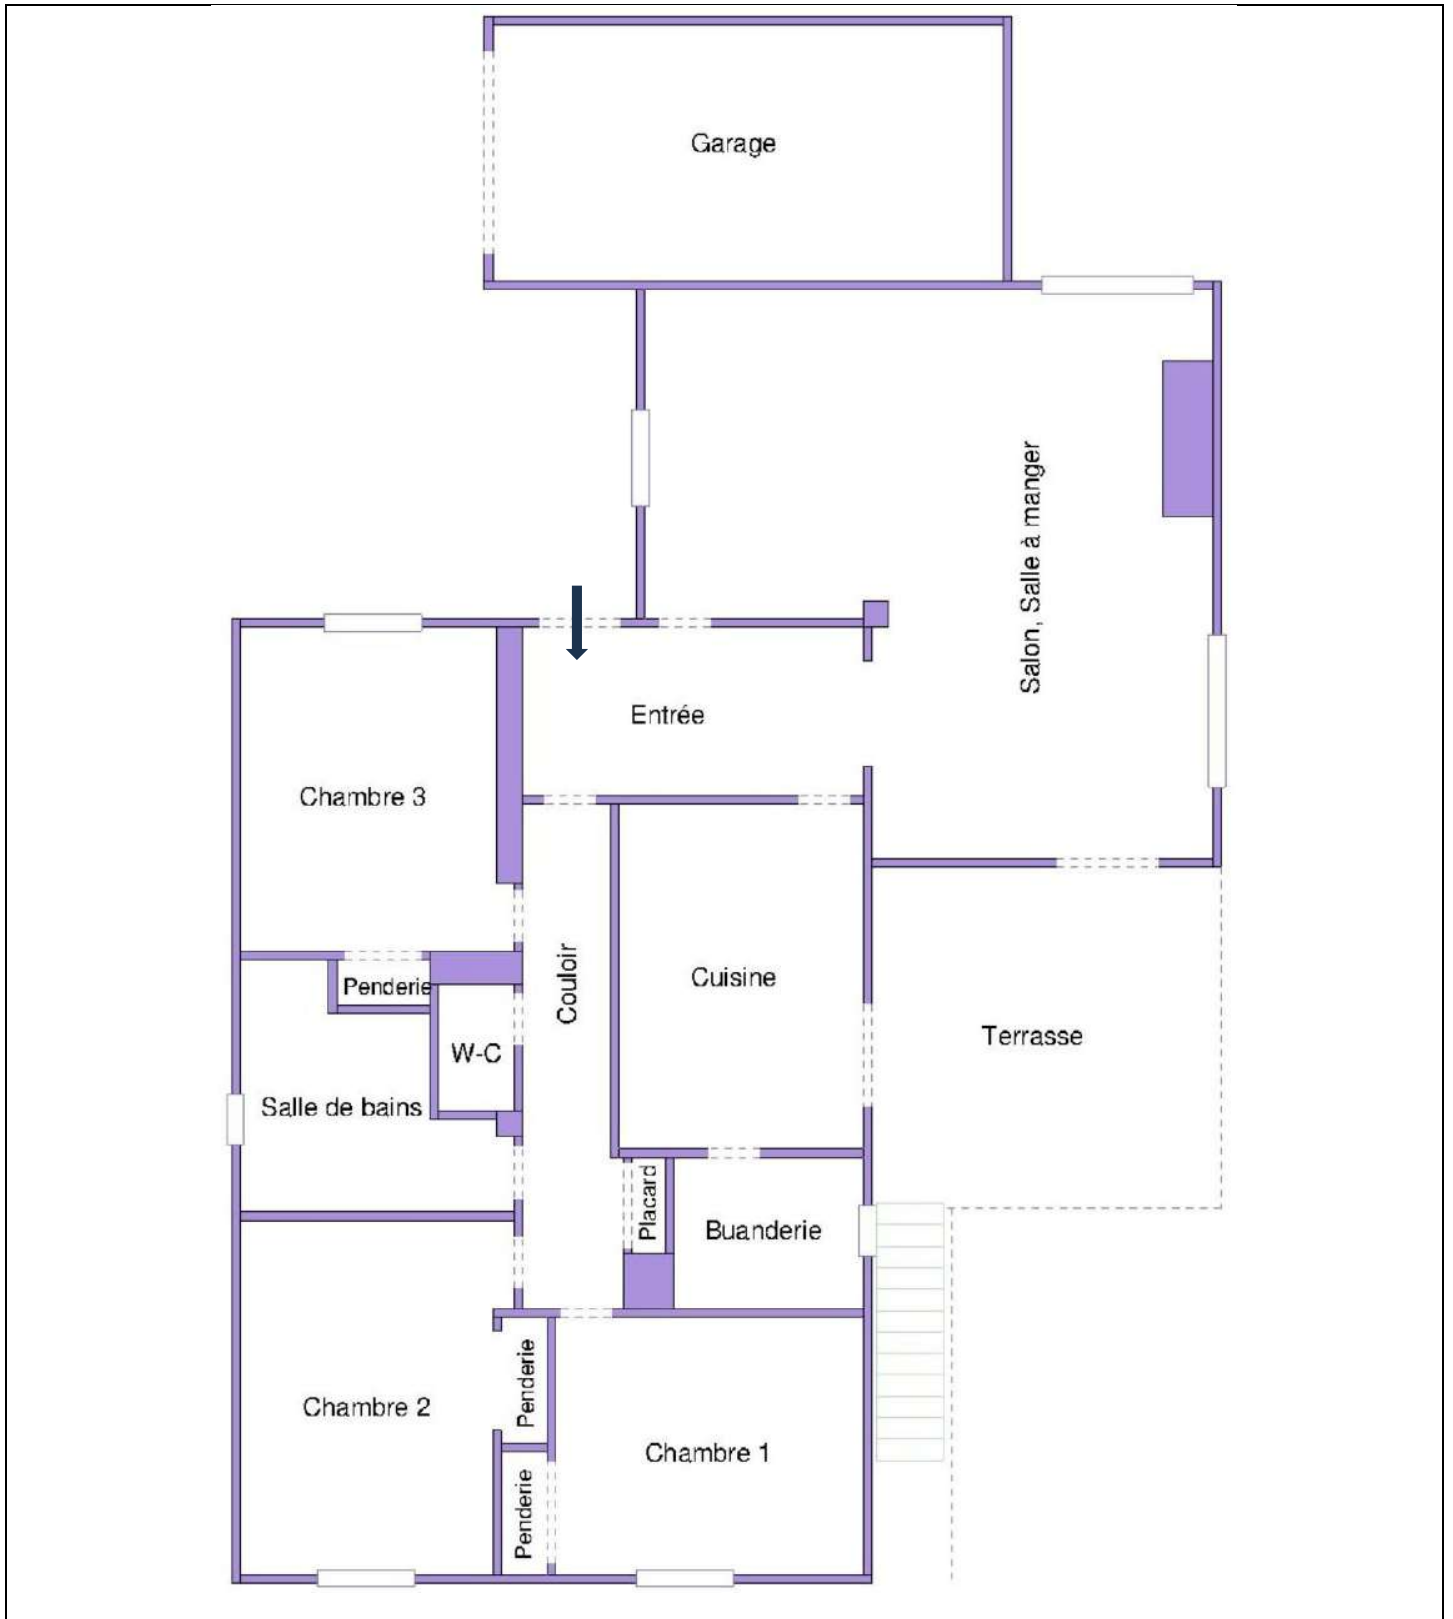 Garage
Salon, Salle à manger
Entrée
Chambre 3
Couloir
Cuisine
Penderie
W-C
Terrasse
Salle de bains
Placard
Buanderie
Penderie
Chambre 2
Chambre 1
Penderie